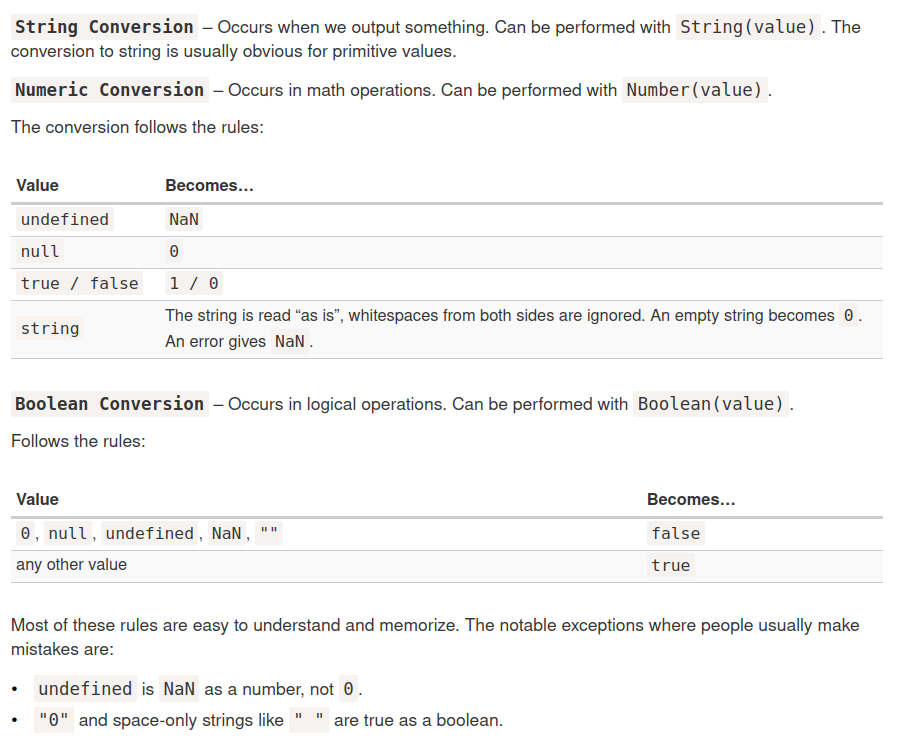 String Conversion – Occurs when we output something. Can be performed with String(value). The
conversion to string is usually obvious for primitive values.
Numeric Conversion – Occurs in math operations. Can be performed with Number(value).
The conversion follows the rules:
Value Becomes…
undefined NaN
null 0
true / false 1 / 0
string The string is read “as is”, whitespaces from both sides are ignored. An empty string becomes 0.
An error gives NaN.
Boolean Conversion – Occurs in logical operations. Can be performed with Boolean(value).
Follows the rules:
Value Becomes…
0, null, undefined, NaN, "" false
any other value true
Most of these rules are easy to understand and memorize. The notable exceptions where people usually make
mistakes are:
• undefined is NaN as a number, not 0.
• "0" and space-only strings like " " are true as a boolean.